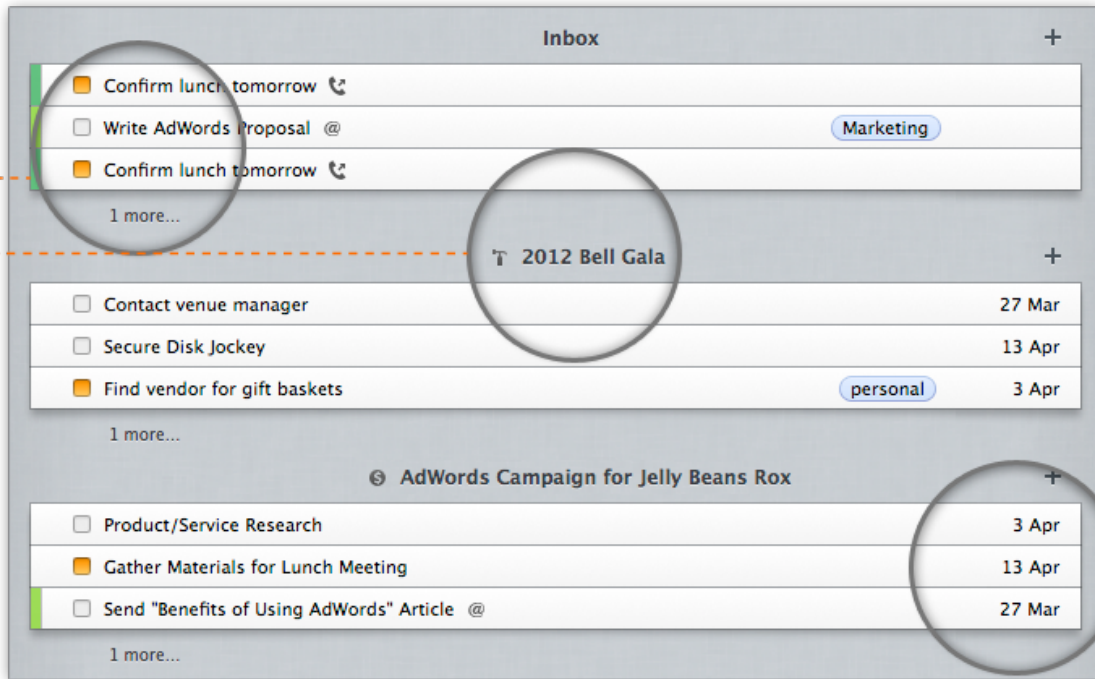 Inbox +
Confirm lunch tomorrow
Write AdWords Proposal @ Marketing
Confirm lunch tomorrow
1 more...
2012 Bell Gala +
Contact venue manager 27 Mar
Secure Disk Jockey 13 Apr
Find vendor for gift baskets personal 3 Apr
1 more...
AdWords Campaign for Jelly Beans Rox +
Product/Service Research 3 Apr
Gather Materials for Lunch Meeting 13 Apr
Send "Benefits of Using AdWords" Article @ 27 Mar
1 more...